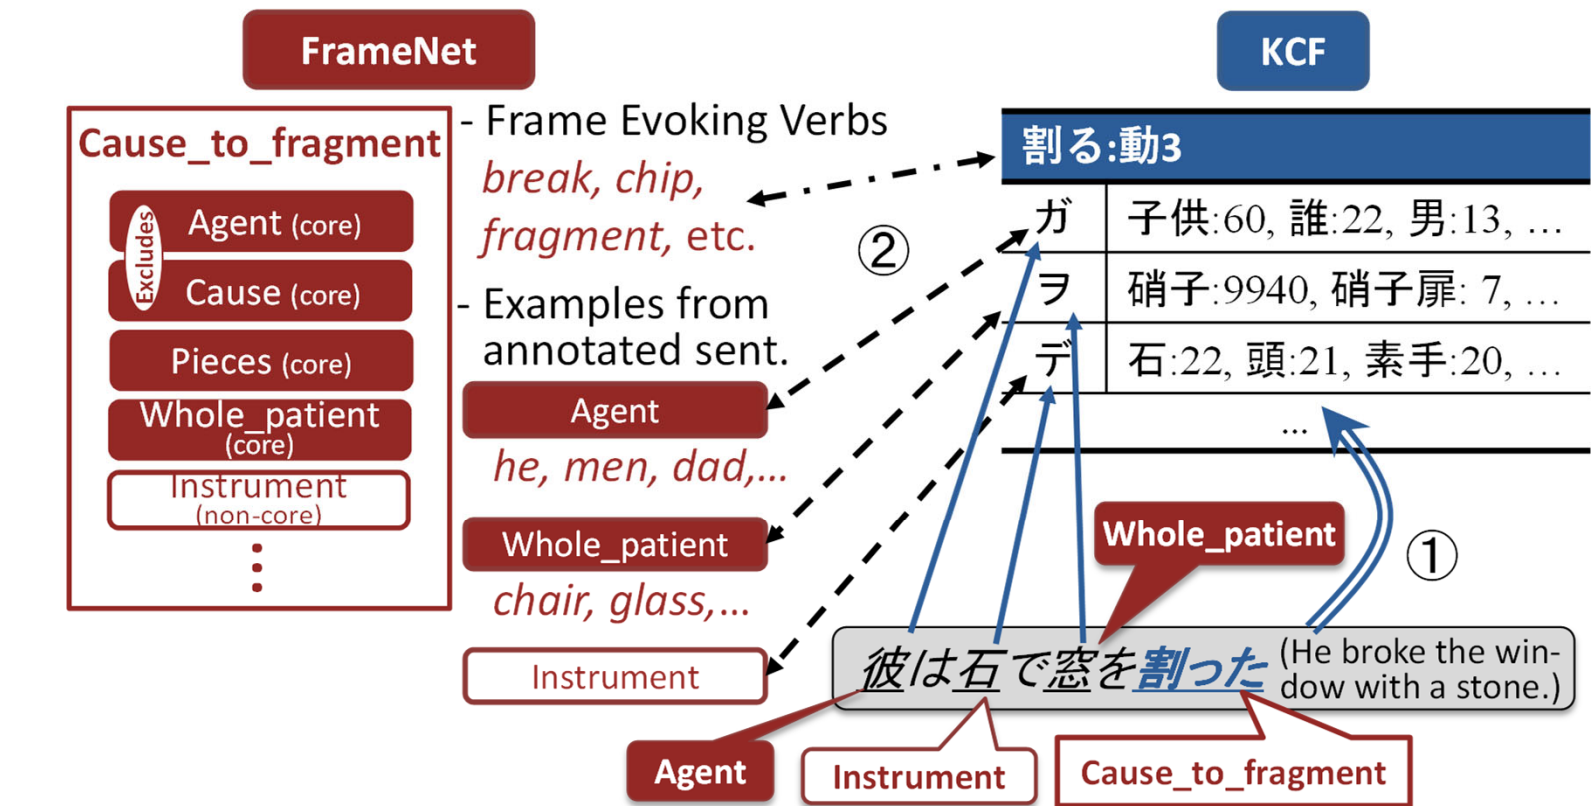 FrameNet
KCF
Cause_to_fragment
Excludes
Agent (core)
Cause (core)
Pieces (core)
Whole_patient
(core)
Instrument
(non-core)
- Frame Evoking Verbs
break, chip,
fragment, etc.
- Examples from
annotated sent.
Agent
he, men, dad,...
Whole_patient
chair, glass,...
Instrument
②
割る:動3
ガ 子供:60, 誰:22, 男:13, ...
ヲ 硝子:9940, 硝子扉: 7, ...
デ 石:22, 頭:21, 素手:20, ...
...
①
Whole_patient
彼は石で窓を割った (He broke the win-
dow with a stone.)
Agent
Instrument
Cause_to_fragment